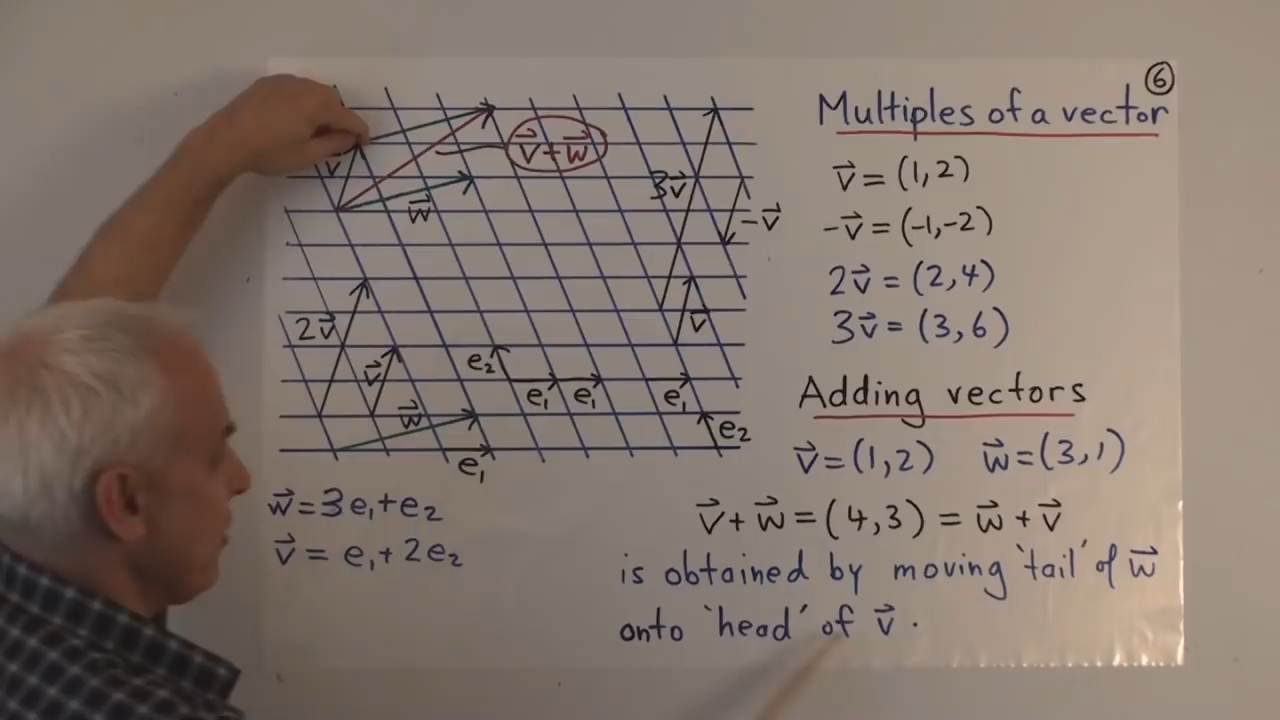 6
Multiples of a vector
v⃗ = (1,2)
-v⃗ = (-1,-2)
2v⃗ = (2,4)
3v⃗ = (3,6)
Adding vectors
v⃗ = (1,2) w⃗ = (3,1)
v⃗ + w⃗ = (4,3) = w⃗ + v⃗
is obtained by moving 'tail' of w⃗
onto 'head' of v⃗ .
v
v⃗ + w⃗
w⃗
3v⃗
-v⃗
2v⃗
v⃗
v⃗
w⃗
e₂
e₁ e₁
e₁
e₂
e₁
w⃗ = 3e₁ + e₂
v⃗ = e₁ + 2e₂